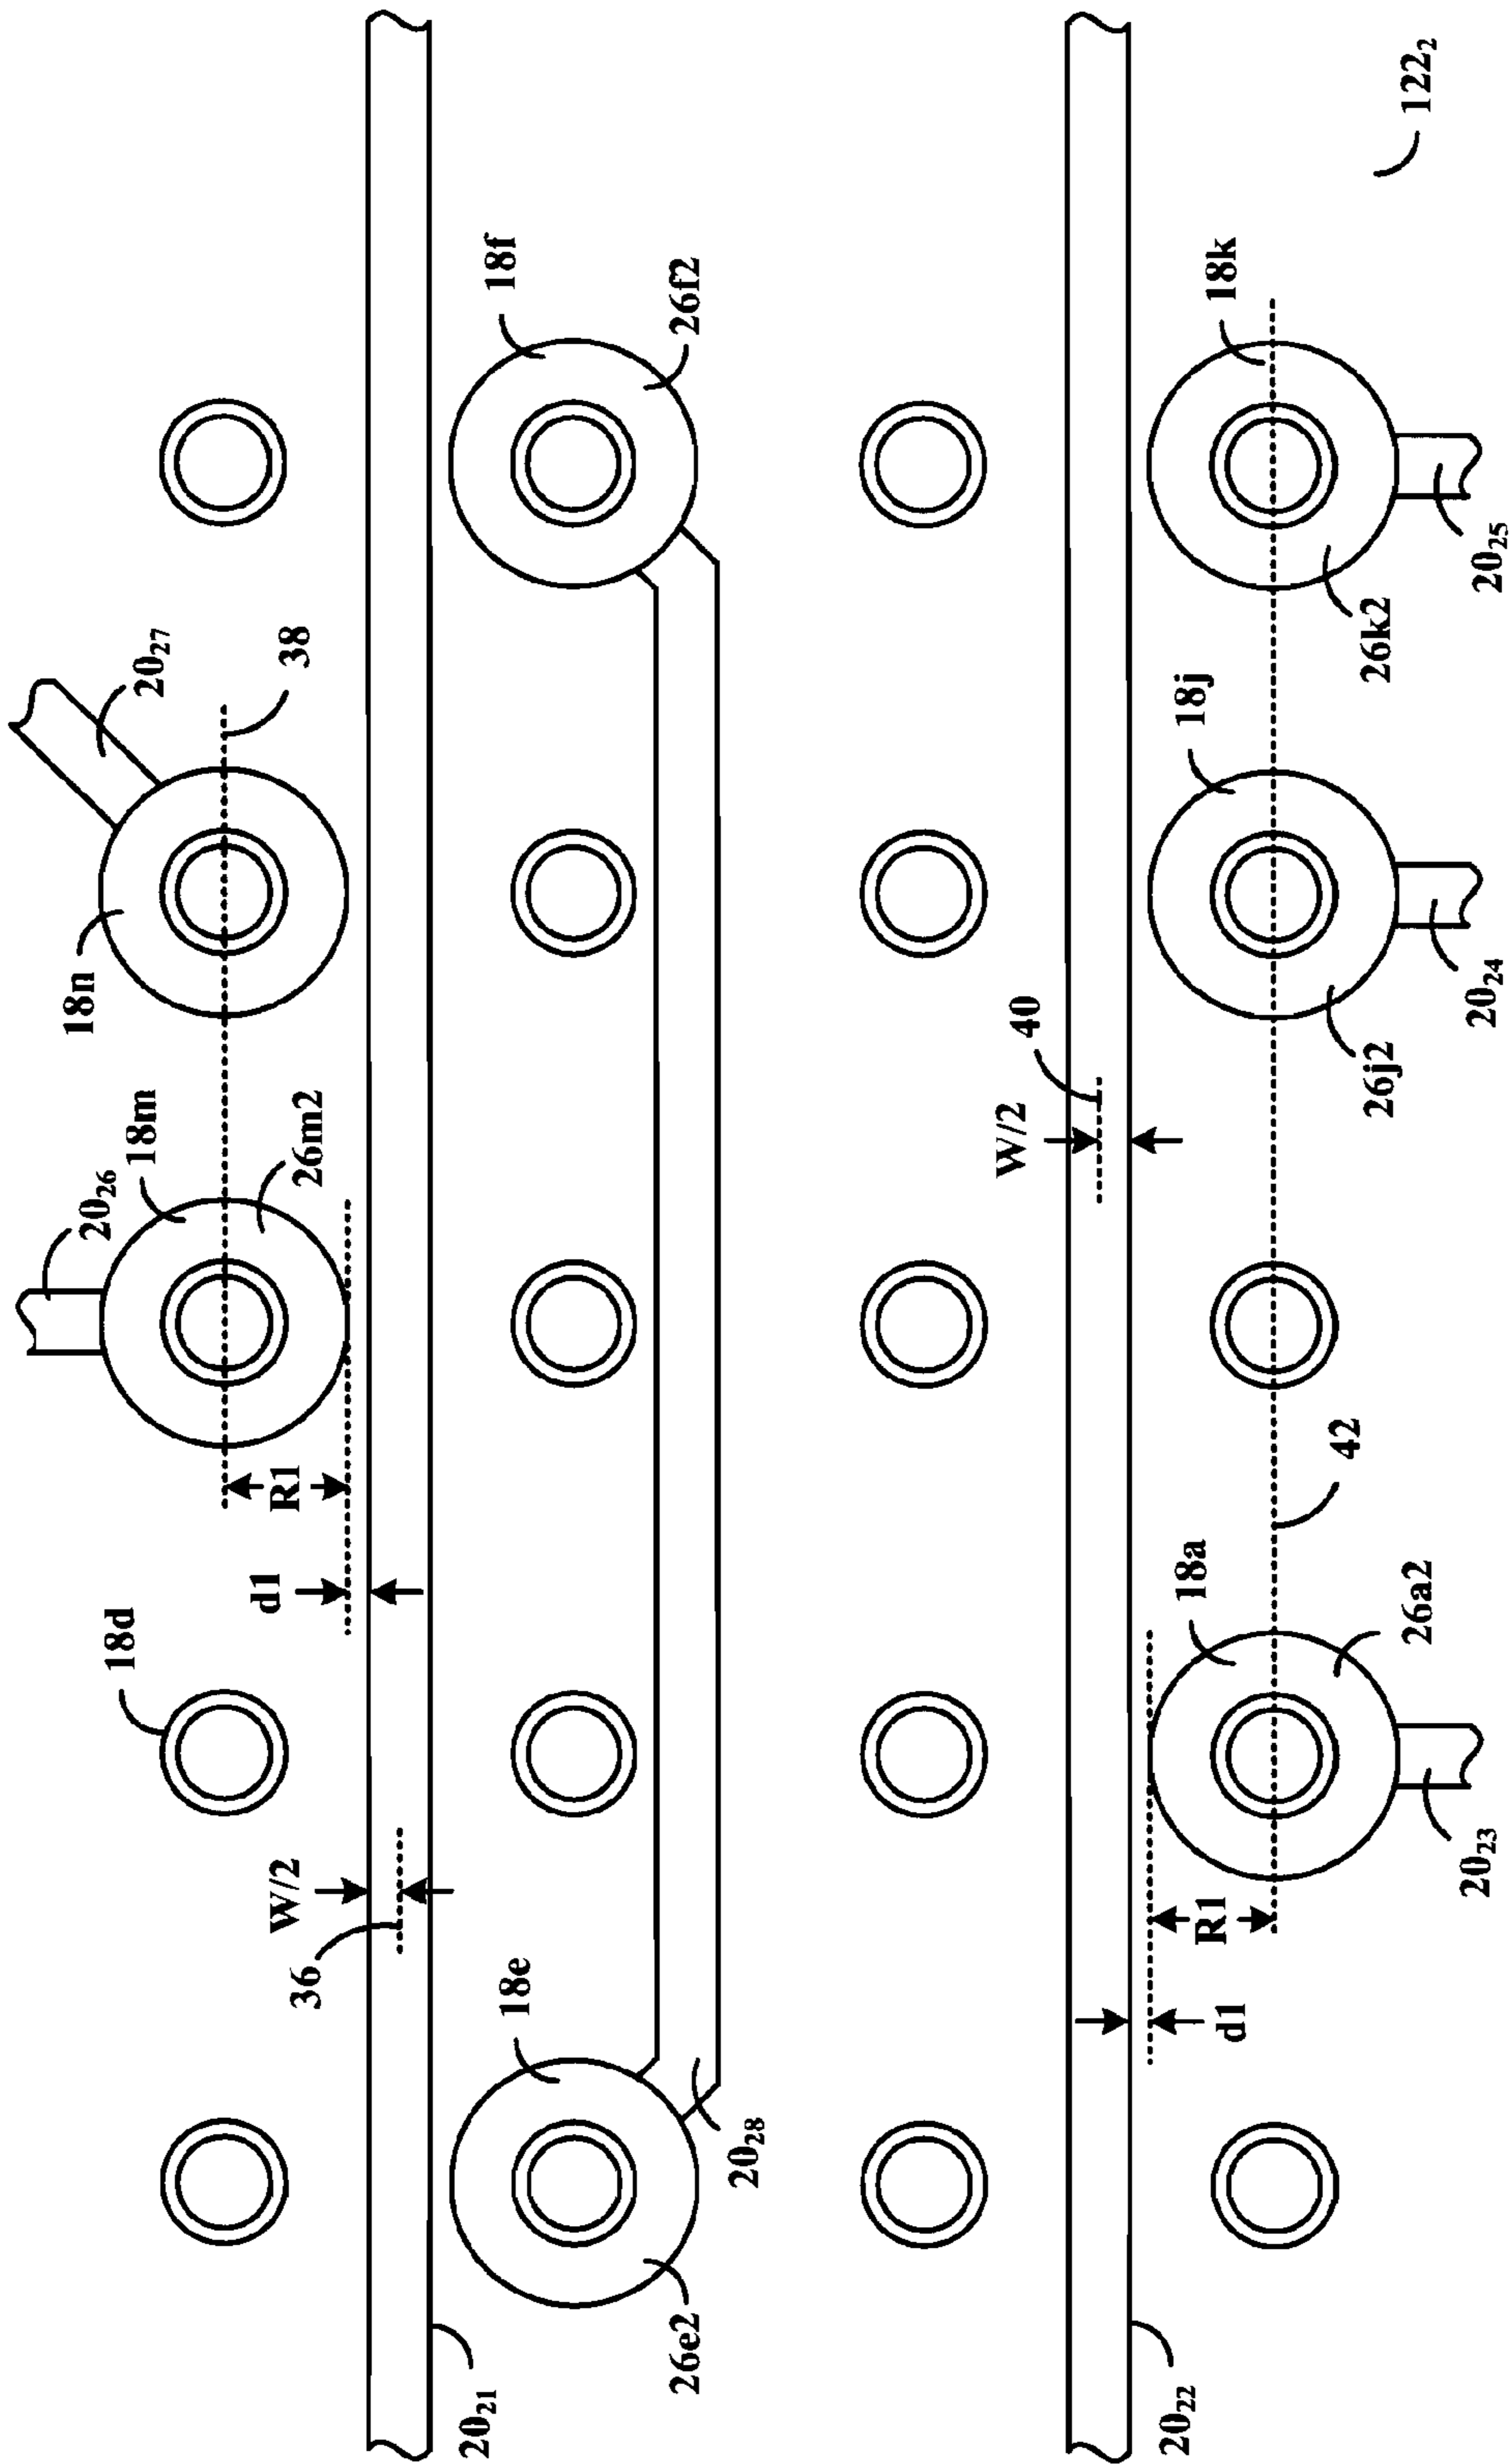 20₂₆
20₂₇
18n
18m
18d
26m2
38
R1
d1
W/2
36
18e
18f
26f2
26e2
20₂₁
20₂₈
W/2
40
18a
18j
18k
42
R1
d1
26a2
26j2
26k2
20₂₂
20₂₃
20₂₄
20₂₅
122₂